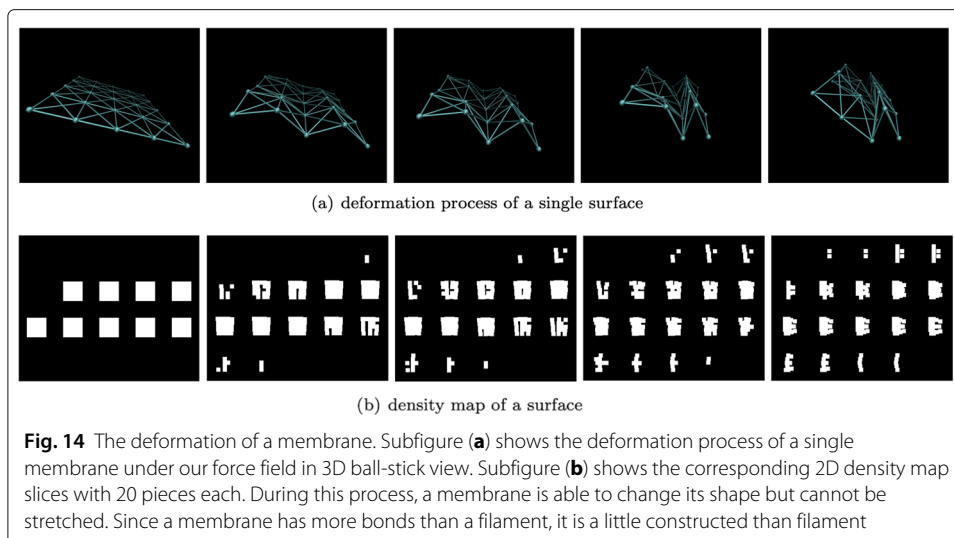 (a) deformation process of a single surface
(b) density map of a surface
Fig. 14 The deformation of a membrane. Subfigure (a) shows the deformation process of a single
membrane under our force field in 3D ball-stick view. Subfigure (b) shows the corresponding 2D density map
slices with 20 pieces each. During this process, a membrane is able to change its shape but cannot be
stretched. Since a membrane has more bonds than a filament, it is a little constructed than filament